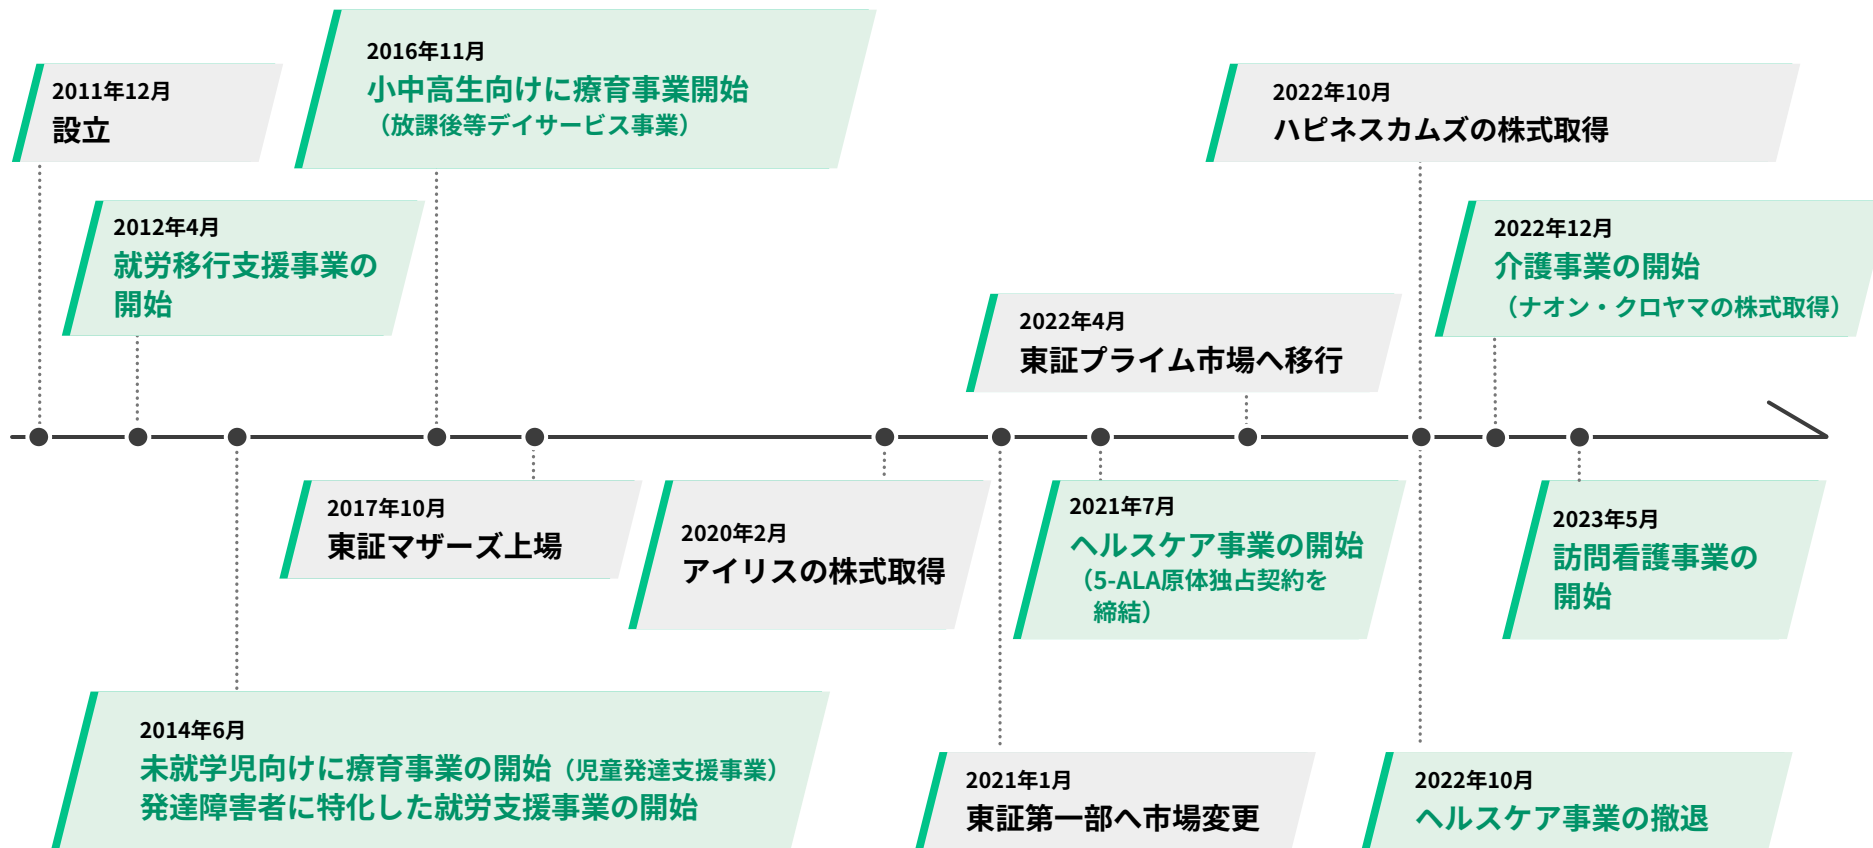 2011年12月
設立
2016年11月
小中高生向けに療育事業開始
（放課後等デイサービス事業）
2022年10月
ハピネスカムズの株式取得
2012年4月
就労移行支援事業の
開始
2022年12月
介護事業の開始
（ナオン・クロヤマの株式取得）
2022年4月
東証プライム市場へ移行
2017年10月
東証マザーズ上場
2020年2月
アイリスの株式取得
2021年7月
ヘルスケア事業の開始
（5-ALA原体独占契約を
締結）
2023年5月
訪問看護事業の
開始
2014年6月
未就学児向けに療育事業の開始（児童発達支援事業）
発達障害者に特化した就労支援事業の開始
2021年1月
東証第一部へ市場変更
2022年10月
ヘルスケア事業の撤退